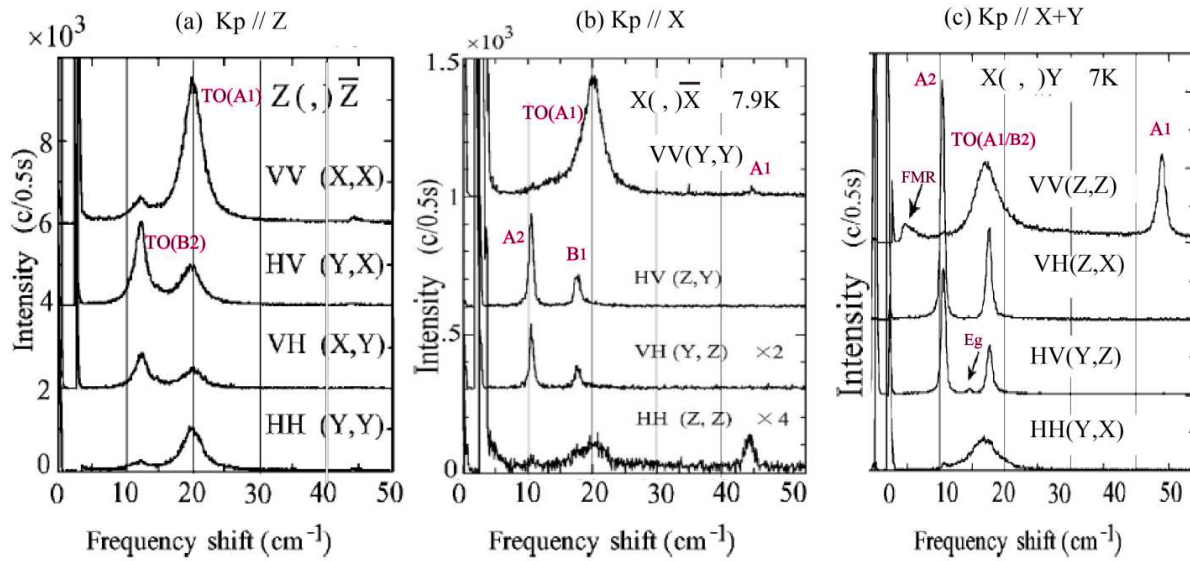 (a) Kp // Z
×10³
Intensity (c/0.5s)
8
6
4
2
0
Z( , )Z̅
TO(A1)
VV (X,X)
TO(B2)
HV (Y,X)
VH (X,Y)
HH (Y,Y)
0 10 20 30 40 50
Frequency shift (cm⁻¹)
(b) Kp // X
×10³
1.5
1.0
.5
0
Intensity (c/0.5s)
X( , )X̅ 7.9K
TO(A1)
VV(Y,Y)
A1
A2
B1
HV (Z,Y)
VH (Y,Z) ×2
HH (Z, Z) ×4
0 10 20 30 40 50
Frequency shift (cm⁻¹)
(c) Kp // X+Y
Intensity (c/0.5s)
A2
X( , )Y 7K
TO(A1/B2)
A1
FMR
VV(Z,Z)
VH(Z,X)
Eg
HV(Y,Z)
HH(Y,X)
0 10 20 30 40 50
Frequency shift (cm⁻¹)